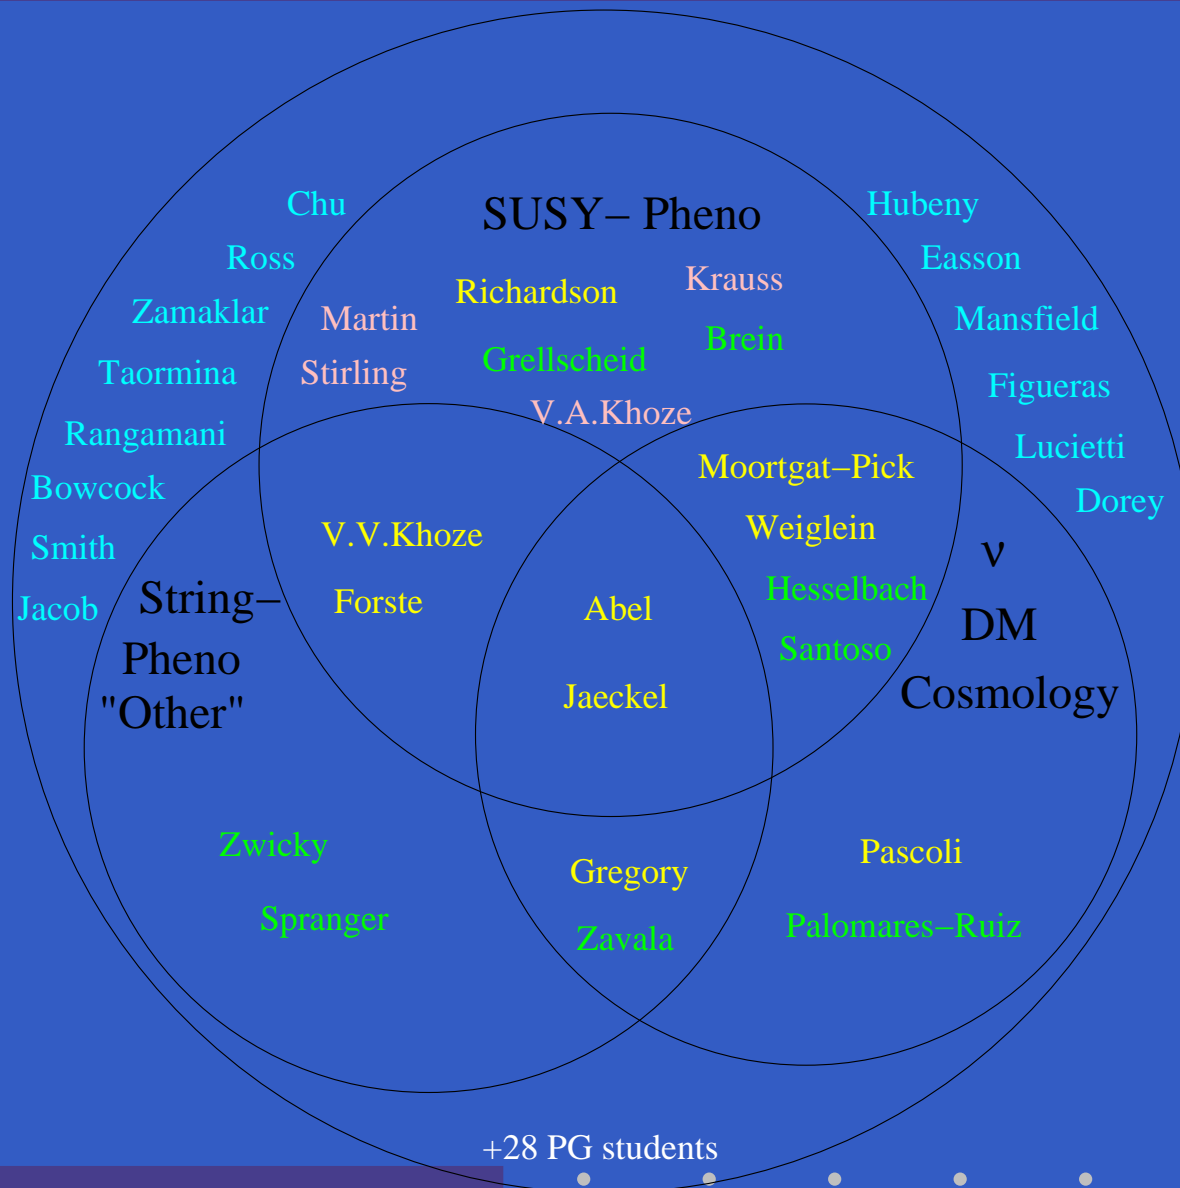 Chu
SUSY– Pheno
Hubeny
Ross
Easson
Richardson
Krauss
Zamaklar
Martin
Mansfield
Brein
Grellscheid
Taormina
Stirling
Figueras
V.A.Khoze
Rangamani
Lucietti
Moortgat–Pick
Bowcock
Dorey
V.V.Khoze
Weiglein
Smith
ν
Hesselbach
String–
Forste
Abel
Jacob
DM
Santoso
Pheno
Jaeckel
Cosmology
"Other"
Zwicky
Pascoli
Gregory
Spranger
Palomares–Ruiz
Zavala
+28 PG students